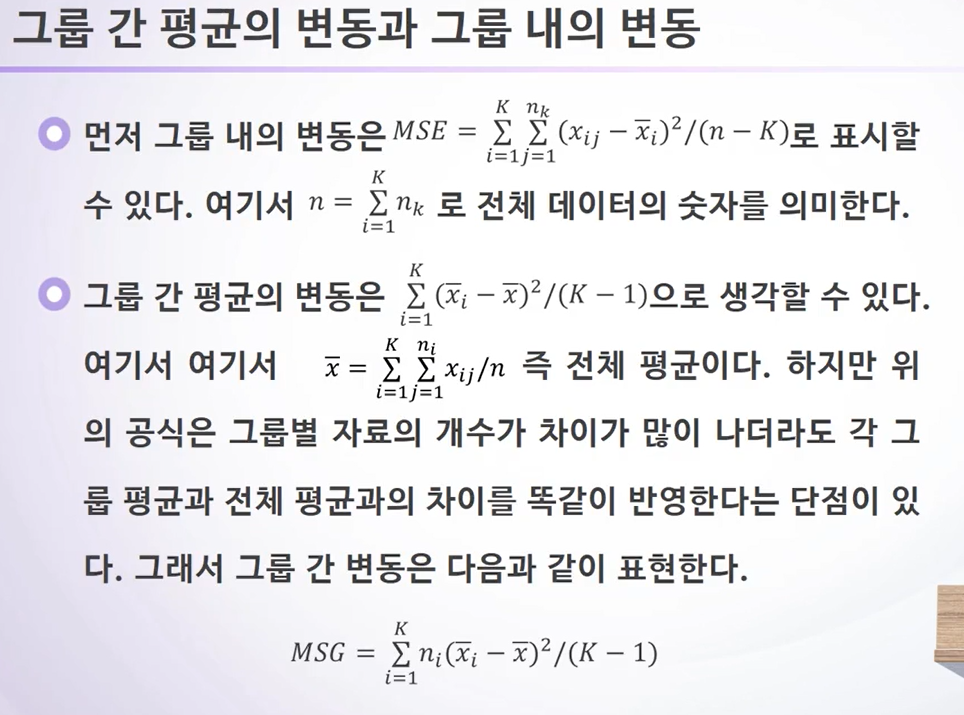 그룹 간 평균의 변동과 그룹 내의 변동
먼저 그룹 내의 변동은 $MSE = \sum_{i=1}^{K} \sum_{j=1}^{n_k} (x_{ij} - \overline{x}_i)^2/(n - K)$로 표시할
수 있다. 여기서 $n = \sum_{i=1}^{K} n_k$ 로 전체 데이터의 숫자를 의미한다.
그룹 간 평균의 변동은 $\sum_{i=1}^{K} (\overline{x}_i - \overline{x})^2/(K - 1)$으로 생각할 수 있다.
여기서 여기서 $\overline{x} = \sum_{i=1}^{K} \sum_{j=1}^{n_i} x_{ij}/n$ 즉 전체 평균이다. 하지만 위
의 공식은 그룹별 자료의 개수가 차이가 많이 나더라도 각 그
룹 평균과 전체 평균과의 차이를 똑같이 반영한다는 단점이 있
다. 그래서 그룹 간 변동은 다음과 같이 표현한다.
$MSG = \sum_{i=1}^{K} n_i(\overline{x}_i - \overline{x})^2/(K - 1)$